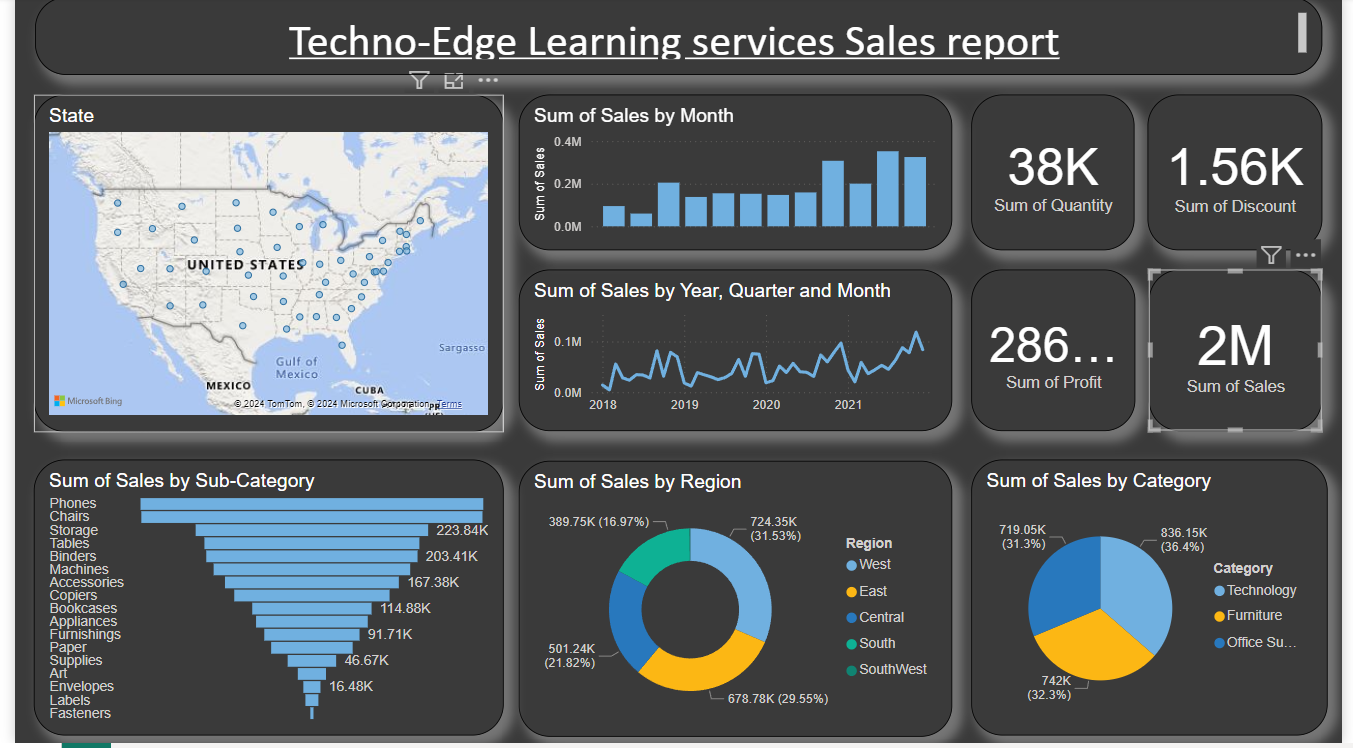 Techno-Edge Learning services Sales report
State
UNITED STATES
Gulf of
Mexico
Sargasso
MEXICO
CUBA
Microsoft Bing
© 2024 TomTom, © 2024 Microsoft Corporation, Terms
Sum of Sales by Month
Sum of Sales
0.4M
0.2M
0.0M
38K
Sum of Quantity
1.56K
Sum of Discount
Sum of Sales by Year, Quarter and Month
Sum of Sales
0.1M
0.0M
2018
2019
2020
2021
286...
Sum of Profit
2M
Sum of Sales
Sum of Sales by Sub-Category
Phones
Chairs
Storage
223.84K
Tables
Binders
203.41K
Machines
Accessories
167.38K
Copiers
Bookcases
114.88K
Appliances
Furnishings
91.71K
Paper
Supplies
46.67K
Art
Envelopes
16.48K
Labels
Fasteners
Sum of Sales by Region
389.75K (16.97%)
724.35K
(31.53%)
501.24K
(21.82%)
678.78K (29.55%)
Region
West
East
Central
South
SouthWest
Sum of Sales by Category
719.05K
(31.3%)
836.15K
(36.4%)
742K
(32.3%)
Category
Technology
Furniture
Office Su...